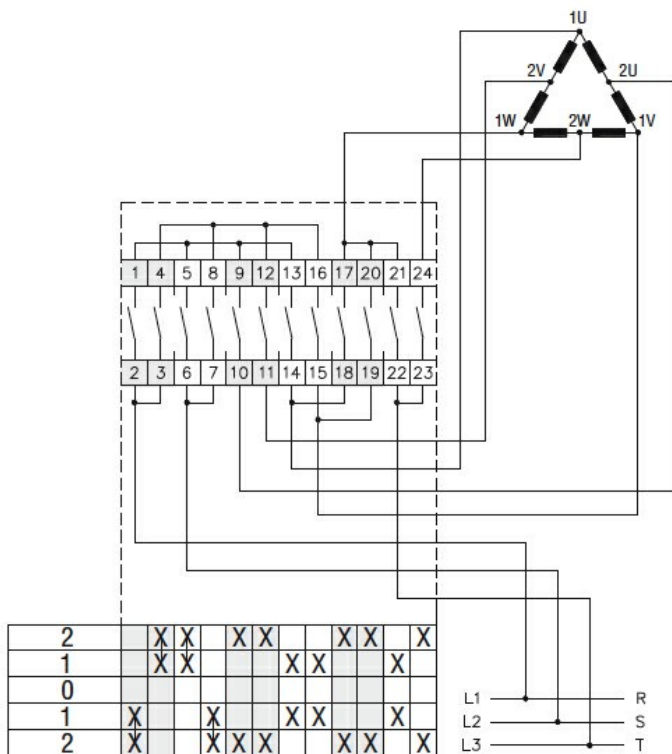 1U
2V 2U
1W 2W 1V
1 4 5 8 9 12 13 16 17 20 21 24
2 3 6 7 10 11 14 15 18 19 22 23
2 X X X X X X X
1 X X X X X
0
1 X X X X X
2 X X X X X X X
L1 R
L2 S
L3 T